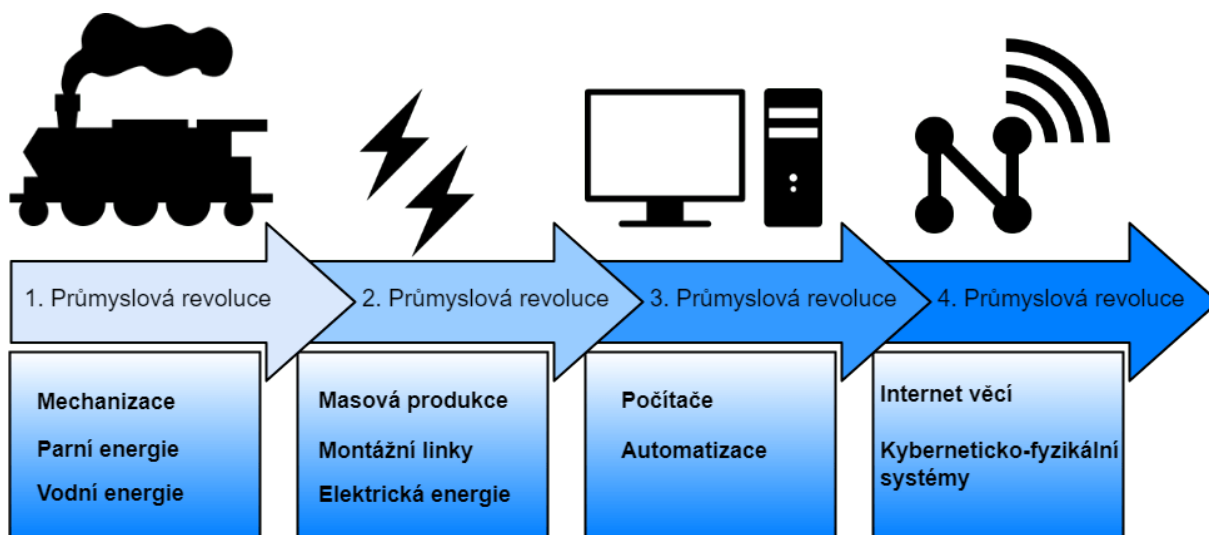 1. Průmyslová revoluce
2. Průmyslová revoluce
3. Průmyslová revoluce
4. Průmyslová revoluce
Mechanizace
Parní energie
Vodní energie
Masová produkce
Montážní linky
Elektrická energie
Počítače
Automatizace
Internet věcí
Kyberneticko-fyzikální
systémy